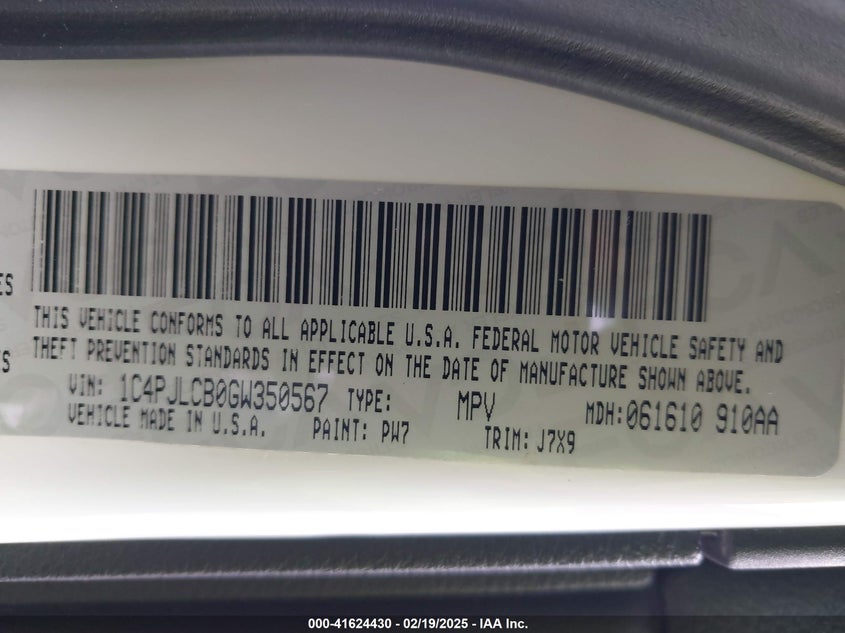 ES
THIS VEHICLE CONFORMS TO ALL APPLICABLE U.S.A. FEDERAL MOTOR VEHICLE SAFETY AND
S
THEFT PREVENTION STANDARDS IN EFFECT ON THE DATE OF MANUFACTURE SHOWN ABOVE.
VIN: 1C4PJLCB0GW350567 TYPE: MPV MDH:061610 910AA
VEHICLE MADE IN U.S.A. PAINT: PW7 TRIM: J7X9
000-41624430 - 02/19/2025 - IAA Inc.